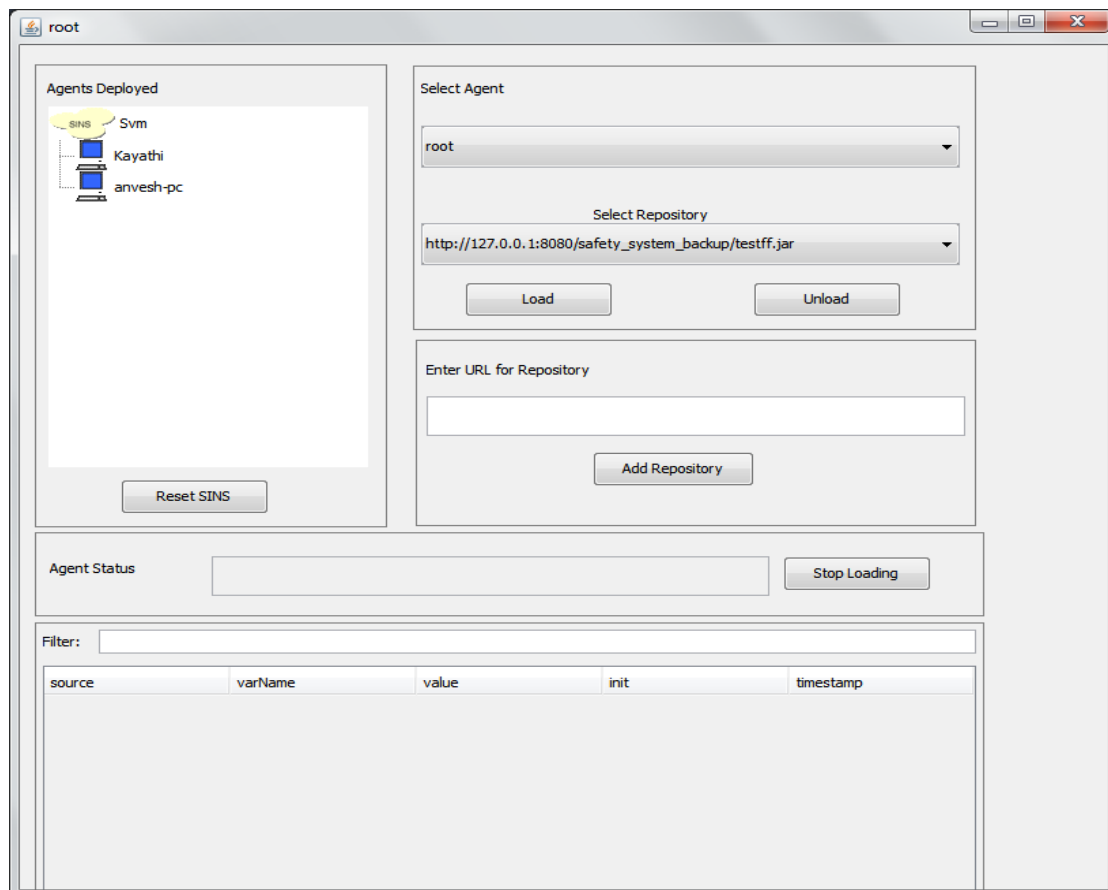 root
Agents Deployed
SINS Svm
Kayathi
anvesh-pc
Reset SINS
Select Agent
root
Select Repository
http://127.0.0.1:8080/safety_system_backup/testff.jar
Load Unload
Enter URL for Repository
Add Repository
Agent Status Stop Loading
Filter:
source varName value init timestamp